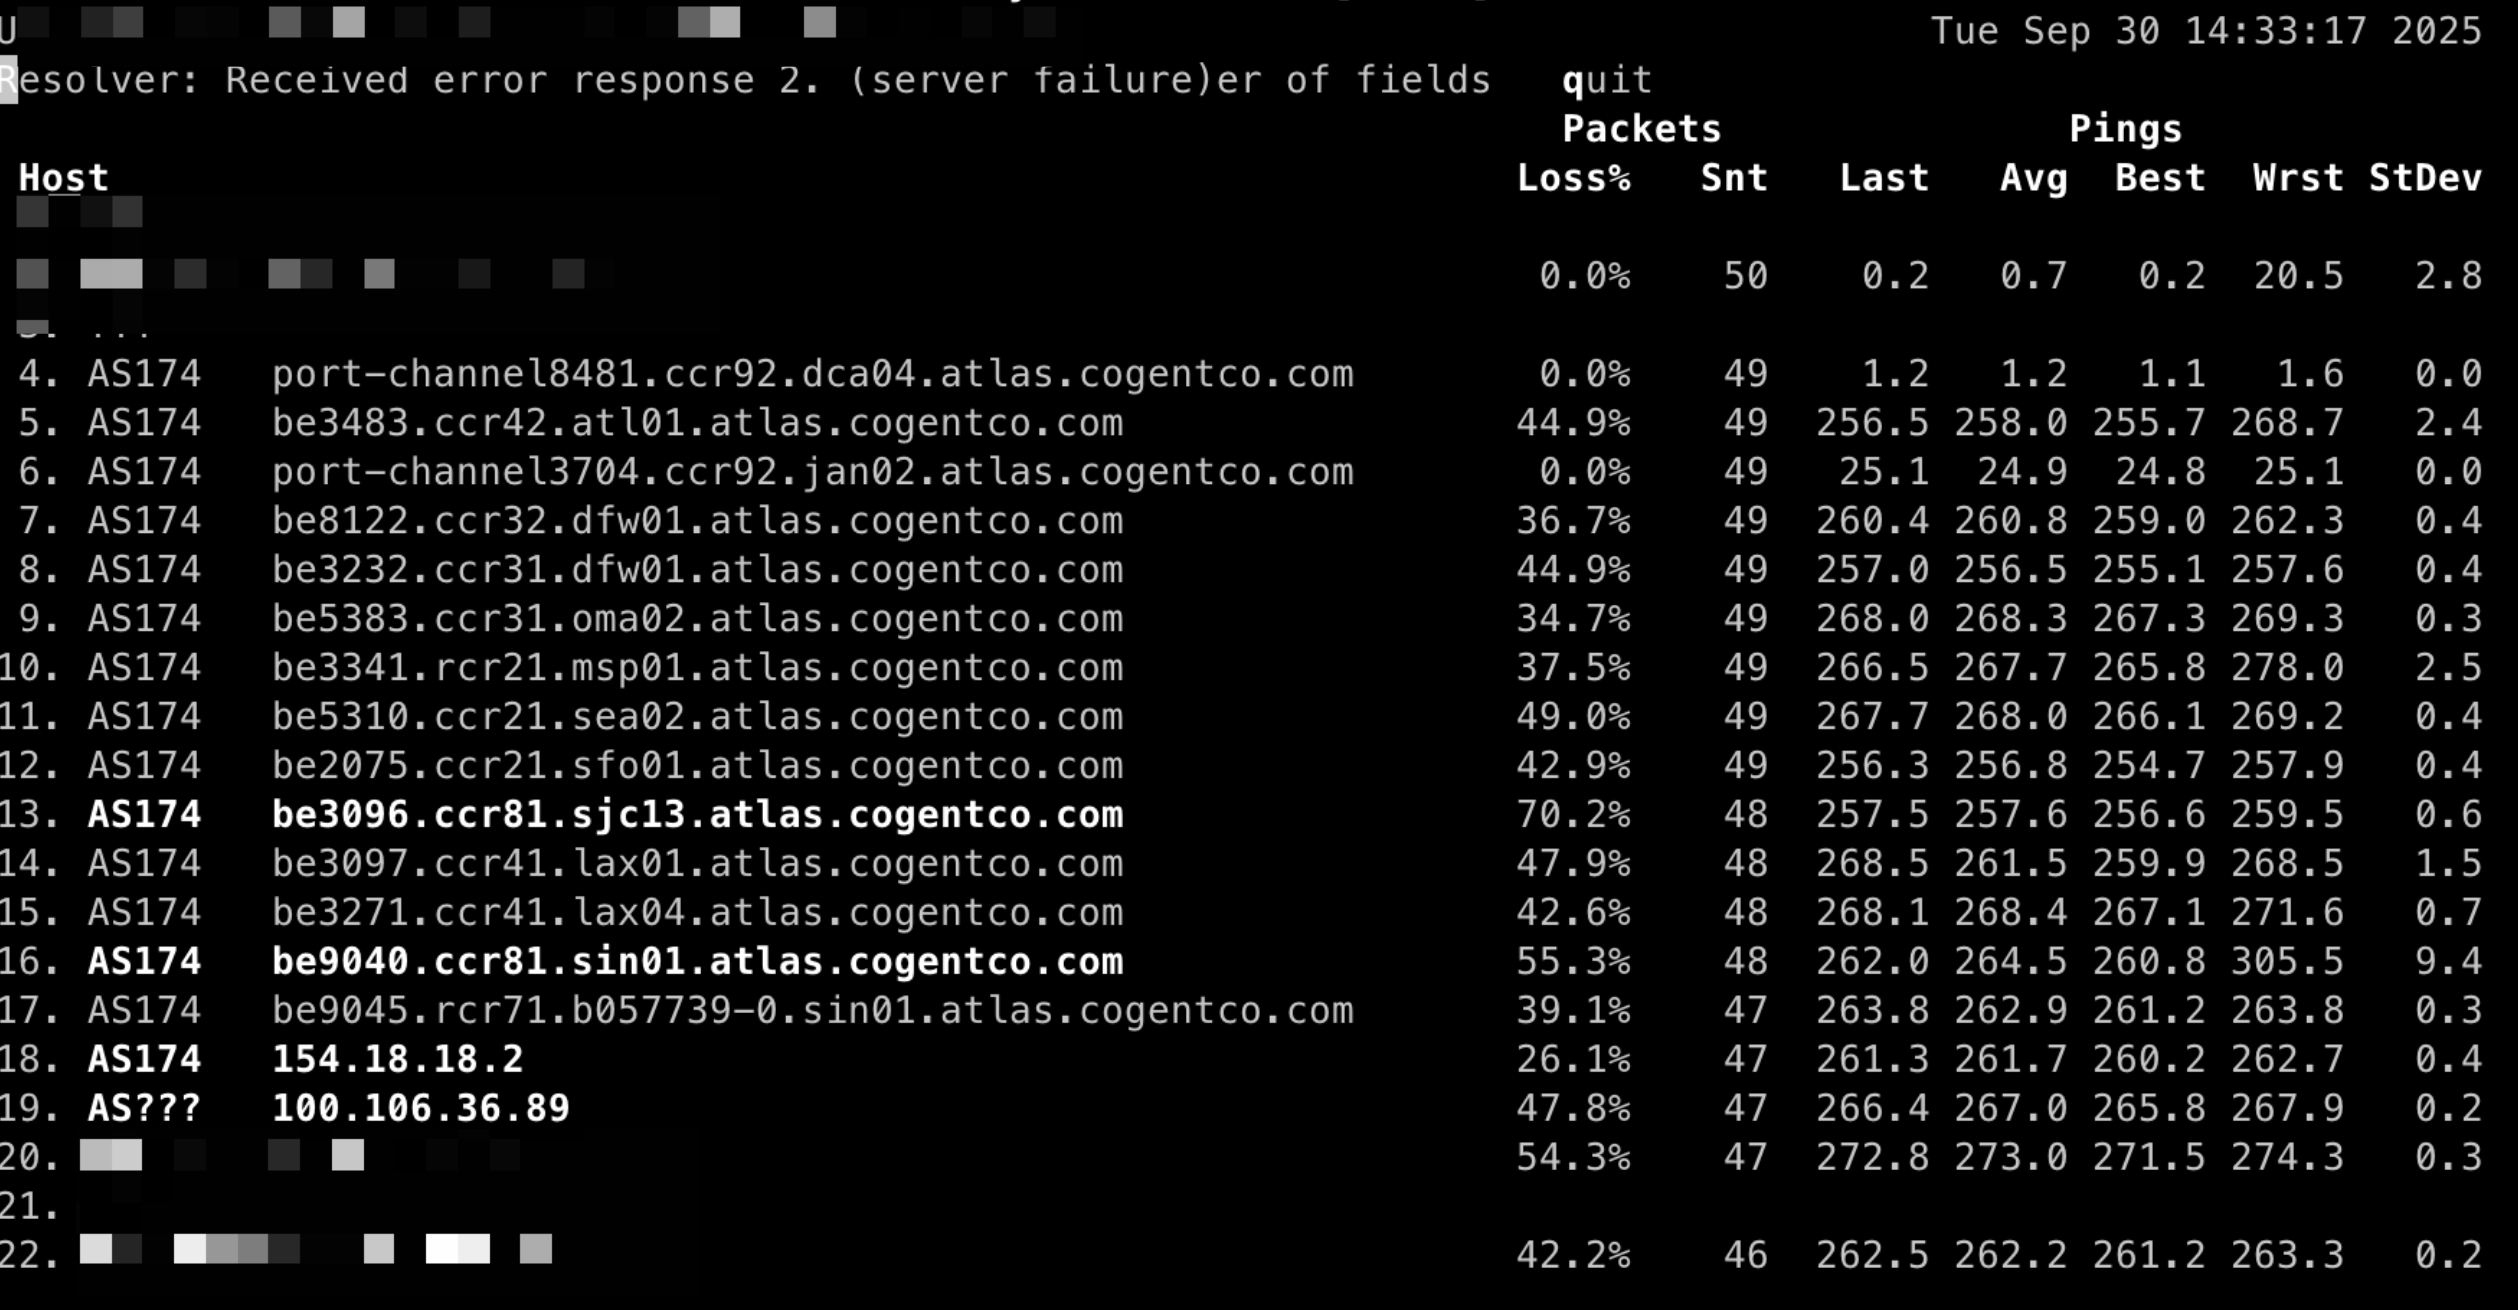 U Tue Sep 30 14:33:17 2025
Resolver: Received error response 2. (server failure)er of fields quit
Packets Pings
Host Loss% Snt Last Avg Best Wrst StDev
0.0% 50 0.2 0.7 0.2 20.5 2.8
3. ???
4. AS174 port-channel8481.ccr92.dca04.atlas.cogentco.com 0.0% 49 1.2 1.2 1.1 1.6 0.0
5. AS174 be3483.ccr42.atl01.atlas.cogentco.com 44.9% 49 256.5 258.0 255.7 268.7 2.4
6. AS174 port-channel3704.ccr92.jan02.atlas.cogentco.com 0.0% 49 25.1 24.9 24.8 25.1 0.0
7. AS174 be8122.ccr32.dfw01.atlas.cogentco.com 36.7% 49 260.4 260.8 259.0 262.3 0.4
8. AS174 be3232.ccr31.dfw01.atlas.cogentco.com 44.9% 49 257.0 256.5 255.1 257.6 0.4
9. AS174 be5383.ccr31.oma02.atlas.cogentco.com 34.7% 49 268.0 268.3 267.3 269.3 0.3
10. AS174 be3341.rcr21.msp01.atlas.cogentco.com 37.5% 49 266.5 267.7 265.8 278.0 2.5
11. AS174 be5310.ccr21.sea02.atlas.cogentco.com 49.0% 49 267.7 268.0 266.1 269.2 0.4
12. AS174 be2075.ccr21.sfo01.atlas.cogentco.com 42.9% 49 256.3 256.8 254.7 257.9 0.4
13. AS174 be3096.ccr81.sjc13.atlas.cogentco.com 70.2% 48 257.5 257.6 256.6 259.5 0.6
14. AS174 be3097.ccr41.lax01.atlas.cogentco.com 47.9% 48 268.5 261.5 259.9 268.5 1.5
15. AS174 be3271.ccr41.lax04.atlas.cogentco.com 42.6% 48 268.1 268.4 267.1 271.6 0.7
16. AS174 be9040.ccr81.sin01.atlas.cogentco.com 55.3% 48 262.0 264.5 260.8 305.5 9.4
17. AS174 be9045.rcr71.b057739-0.sin01.atlas.cogentco.com 39.1% 47 263.8 262.9 261.2 263.8 0.3
18. AS174 154.18.18.2 26.1% 47 261.3 261.7 260.2 262.7 0.4
19. AS??? 100.106.36.89 47.8% 47 266.4 267.0 265.8 267.9 0.2
20. 54.3% 47 272.8 273.0 271.5 274.3 0.3
21.
22. 42.2% 46 262.5 262.2 261.2 263.3 0.2